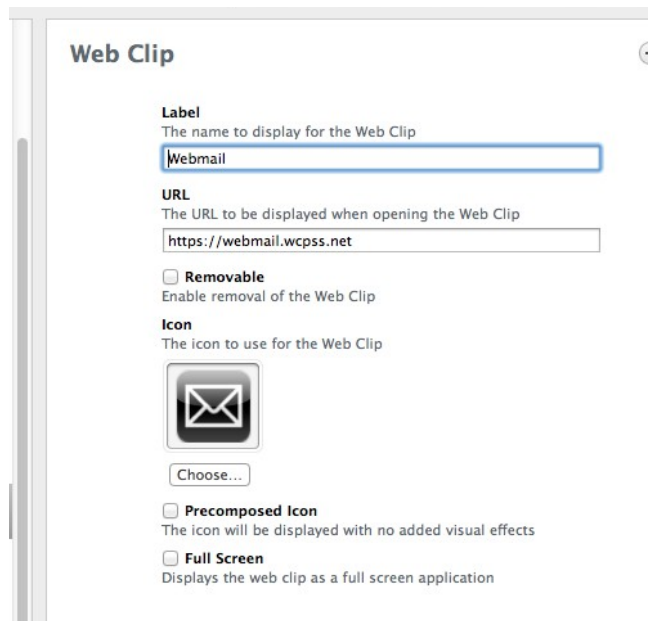 Web Clip
Label
The name to display for the Web Clip
Webmail
URL
The URL to be displayed when opening the Web Clip
https://webmail.wcpss.net
Removable
Enable removal of the Web Clip
Icon
The icon to use for the Web Clip
Choose...
Precomposed Icon
The icon will be displayed with no added visual effects
Full Screen
Displays the web clip as a full screen application